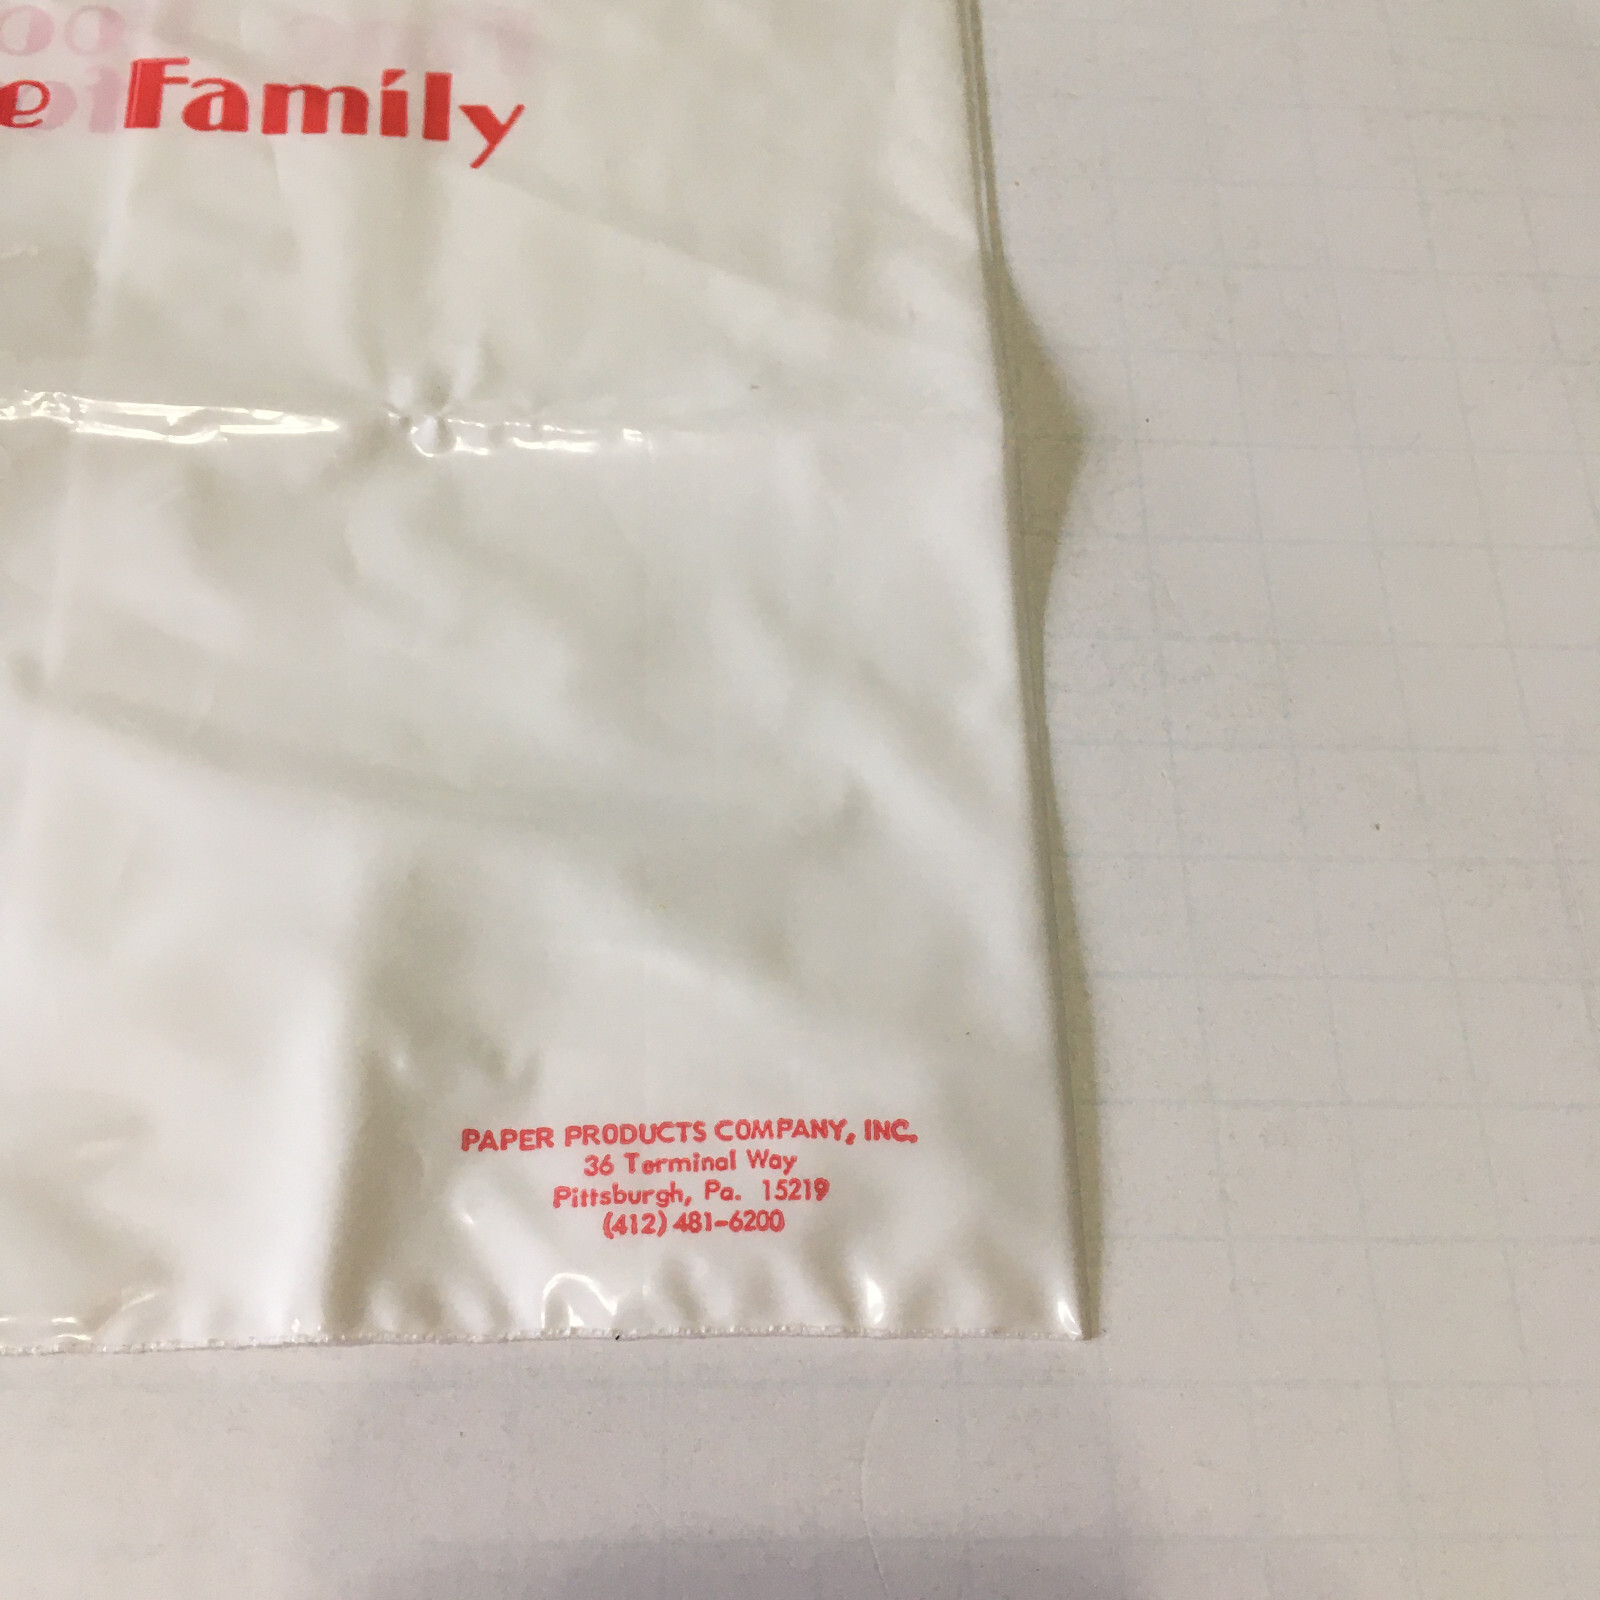 e Family
PAPER PRODUCTS COMPANY, INC.
36 Terminal Way
Pittsburgh, Pa. 15219
(412) 481-6200